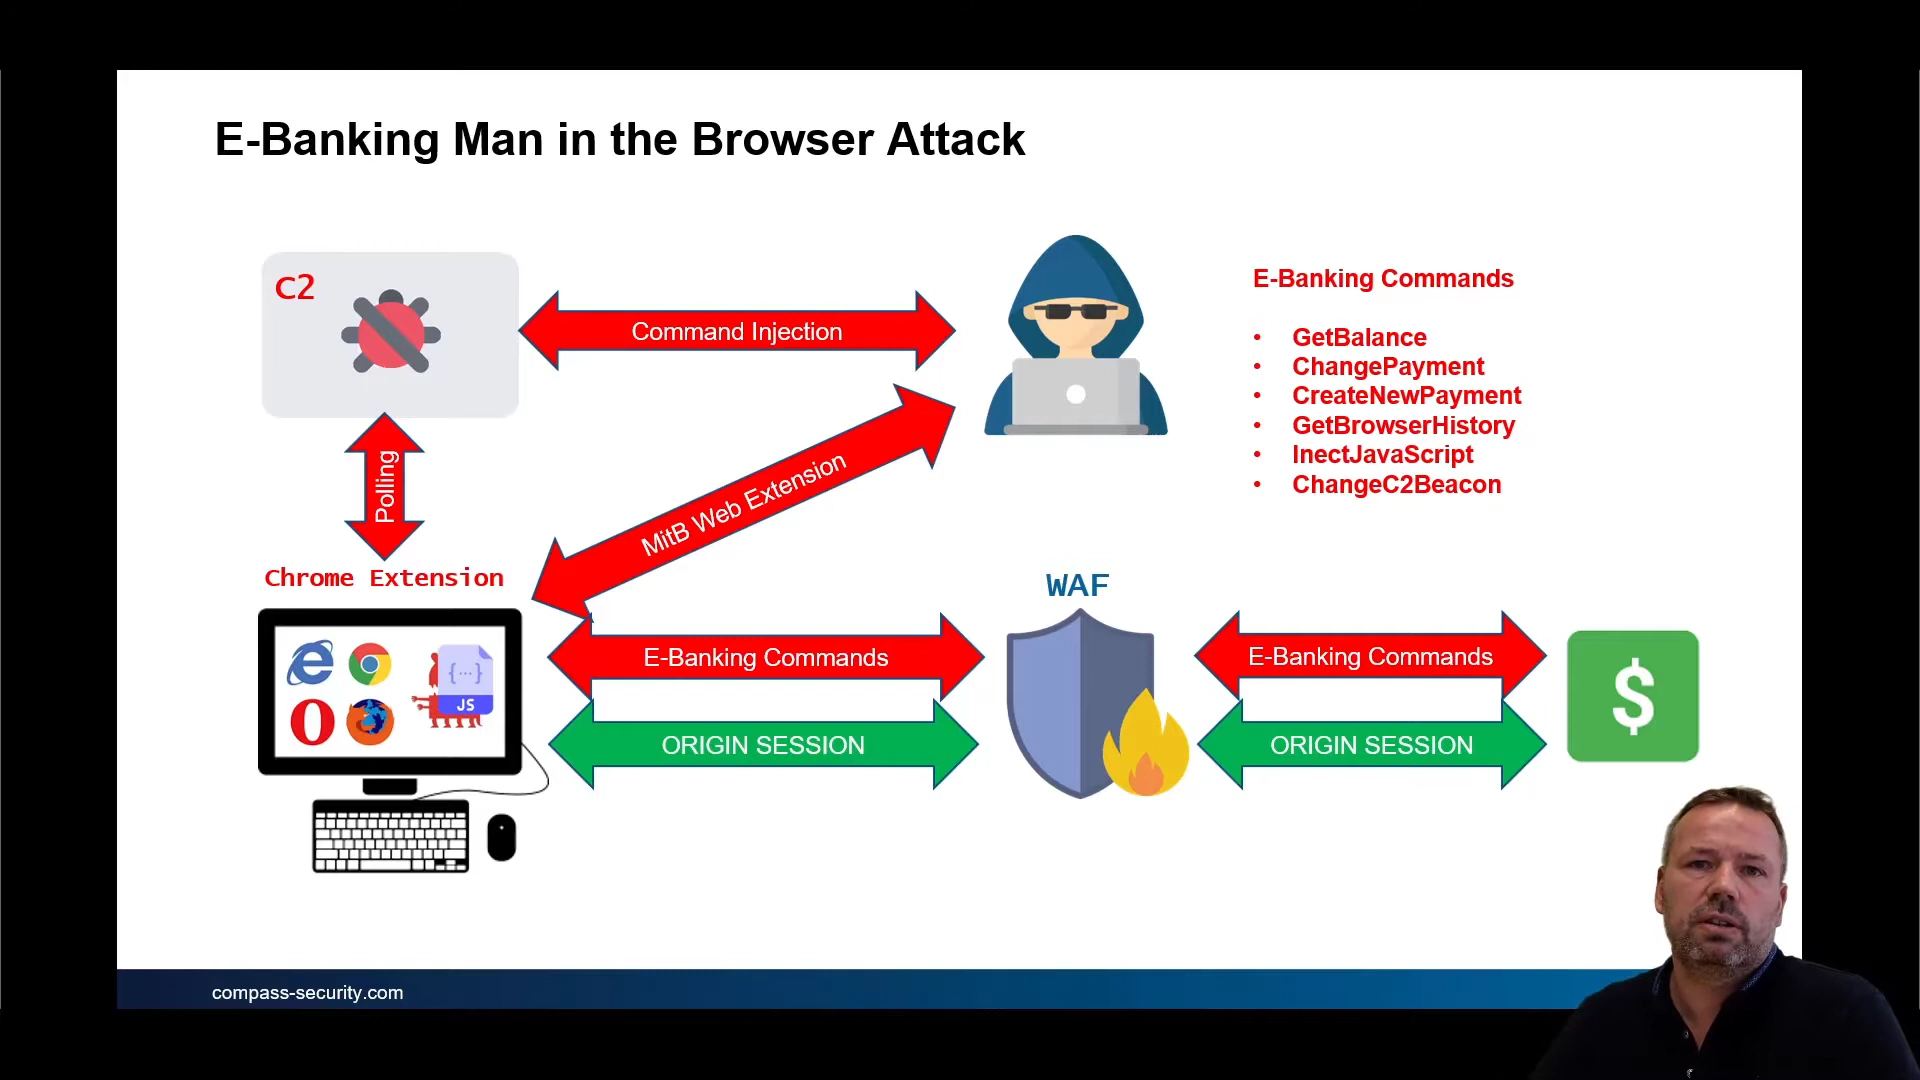 E-Banking Man in the Browser Attack
C2
Command Injection
E-Banking Commands
• GetBalance
• ChangePayment
• CreateNewPayment
• GetBrowserHistory
• InectJavaScript
• ChangeC2Beacon
Polling
MitB Web Extension
Chrome Extension
WAF
{...}
JS
E-Banking Commands
E-Banking Commands
ORIGIN SESSION
ORIGIN SESSION
$
compass-security.com